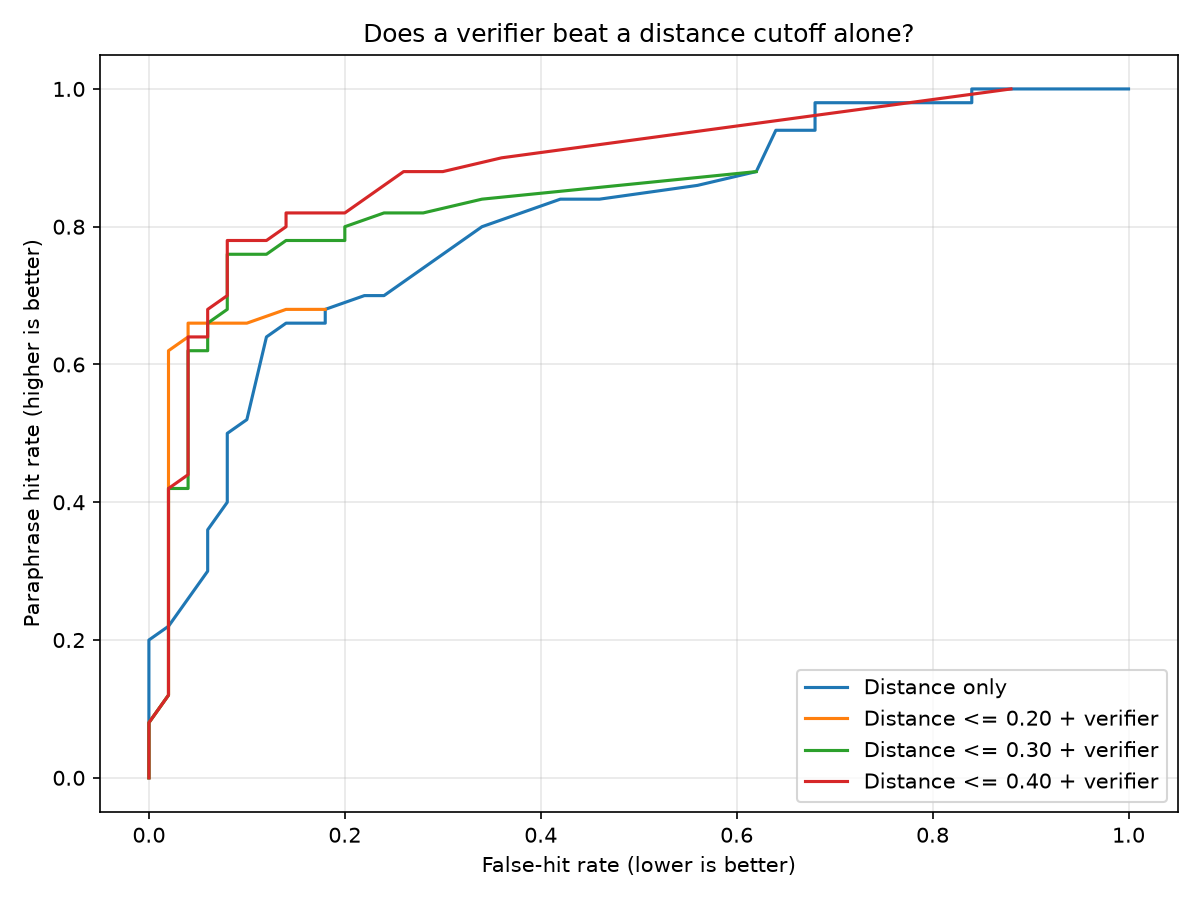 Does a verifier beat a distance cutoff alone?
Paraphrase hit rate (higher is better)
1.0
0.8
0.6
0.4
0.2
0.0
0.0 0.2 0.4 0.6 0.8 1.0
False-hit rate (lower is better)
Distance only
Distance <= 0.20 + verifier
Distance <= 0.30 + verifier
Distance <= 0.40 + verifier